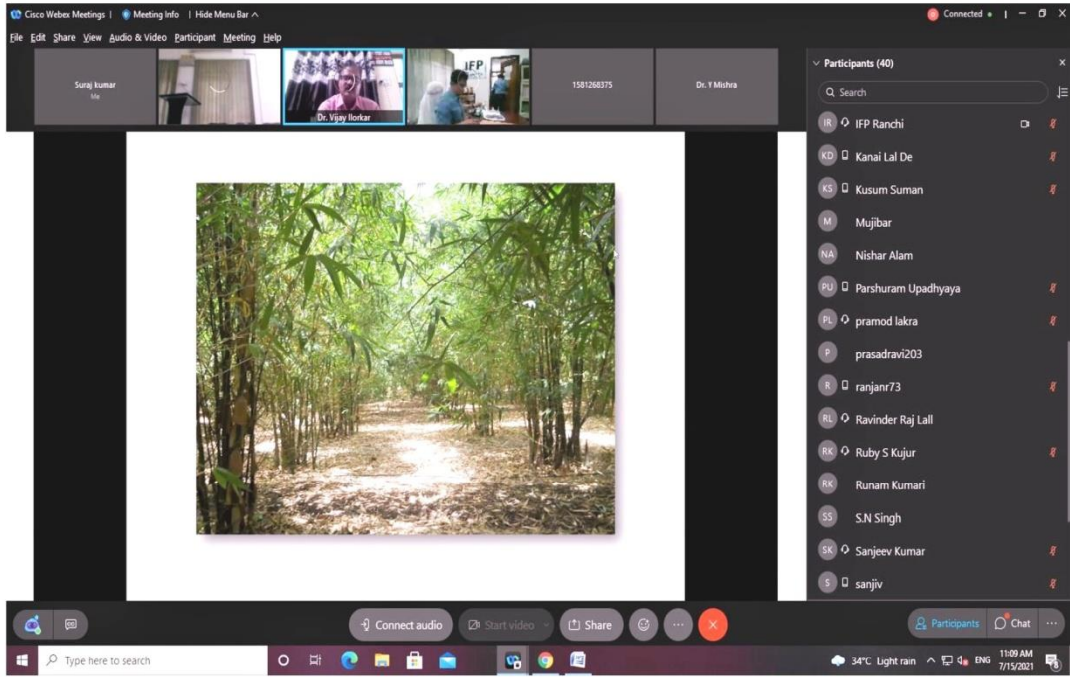 Cisco Webex Meetings | Meeting Info | Hide Menu Bar
Connected
File Edit Share View Audio & Video Participant Meeting Help
Suraj kumar
Me
Dr. Vijay Ilorkar
IFP
1581268375
Dr. Y Mishra
Participants (40)
Search
IR IFP Ranchi
KD Kanai Lal De
KS Kusum Suman
M Mujibar
NA Nishar Alam
PU Parshuram Upadhyaya
PL pramod lakra
P prasadravi203
R ranjanr73
RL Ravinder Raj Lall
RK Ruby S Kujur
RK Runam Kumari
SS S.N Singh
SK Sanjeev Kumar
S sanjiv
Connect audio Start video Share
Participants Chat
Type here to search
34°C Light rain ENG
11:09 AM
7/15/2021